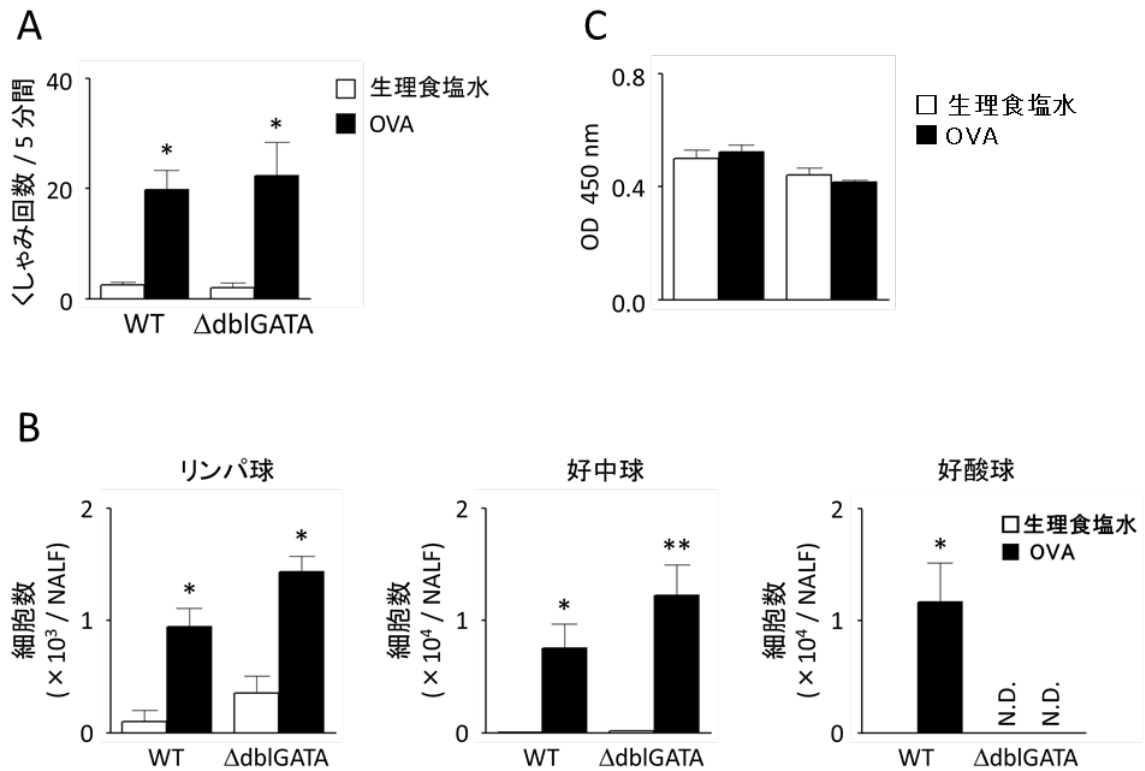 A
くしゃみ回数 / 5 分間
40
20
0
WT ΔdblGATA
* *
生理食塩水
OVA
C
OD 450 nm
0.8
0.4
0.0
生理食塩水
OVA
B
リンパ球
細胞数
(×10³ / NALF)
2
1
0
* *
WT ΔdblGATA
好中球
細胞数
(×10⁴ / NALF)
2
1
0
* **
WT ΔdblGATA
好酸球
細胞数
(×10⁴ / NALF)
2
1
0
*
N.D. N.D.
WT ΔdblGATA
生理食塩水
OVA